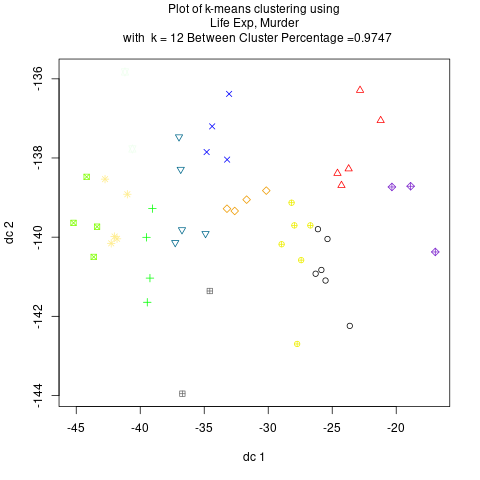 Plot of k-means clustering using
Life Exp, Murder
with k = 12 Between Cluster Percentage =0.9747
-136
-138
-140
-142
-144
dc 2
-45 -40 -35 -30 -25 -20
dc 1